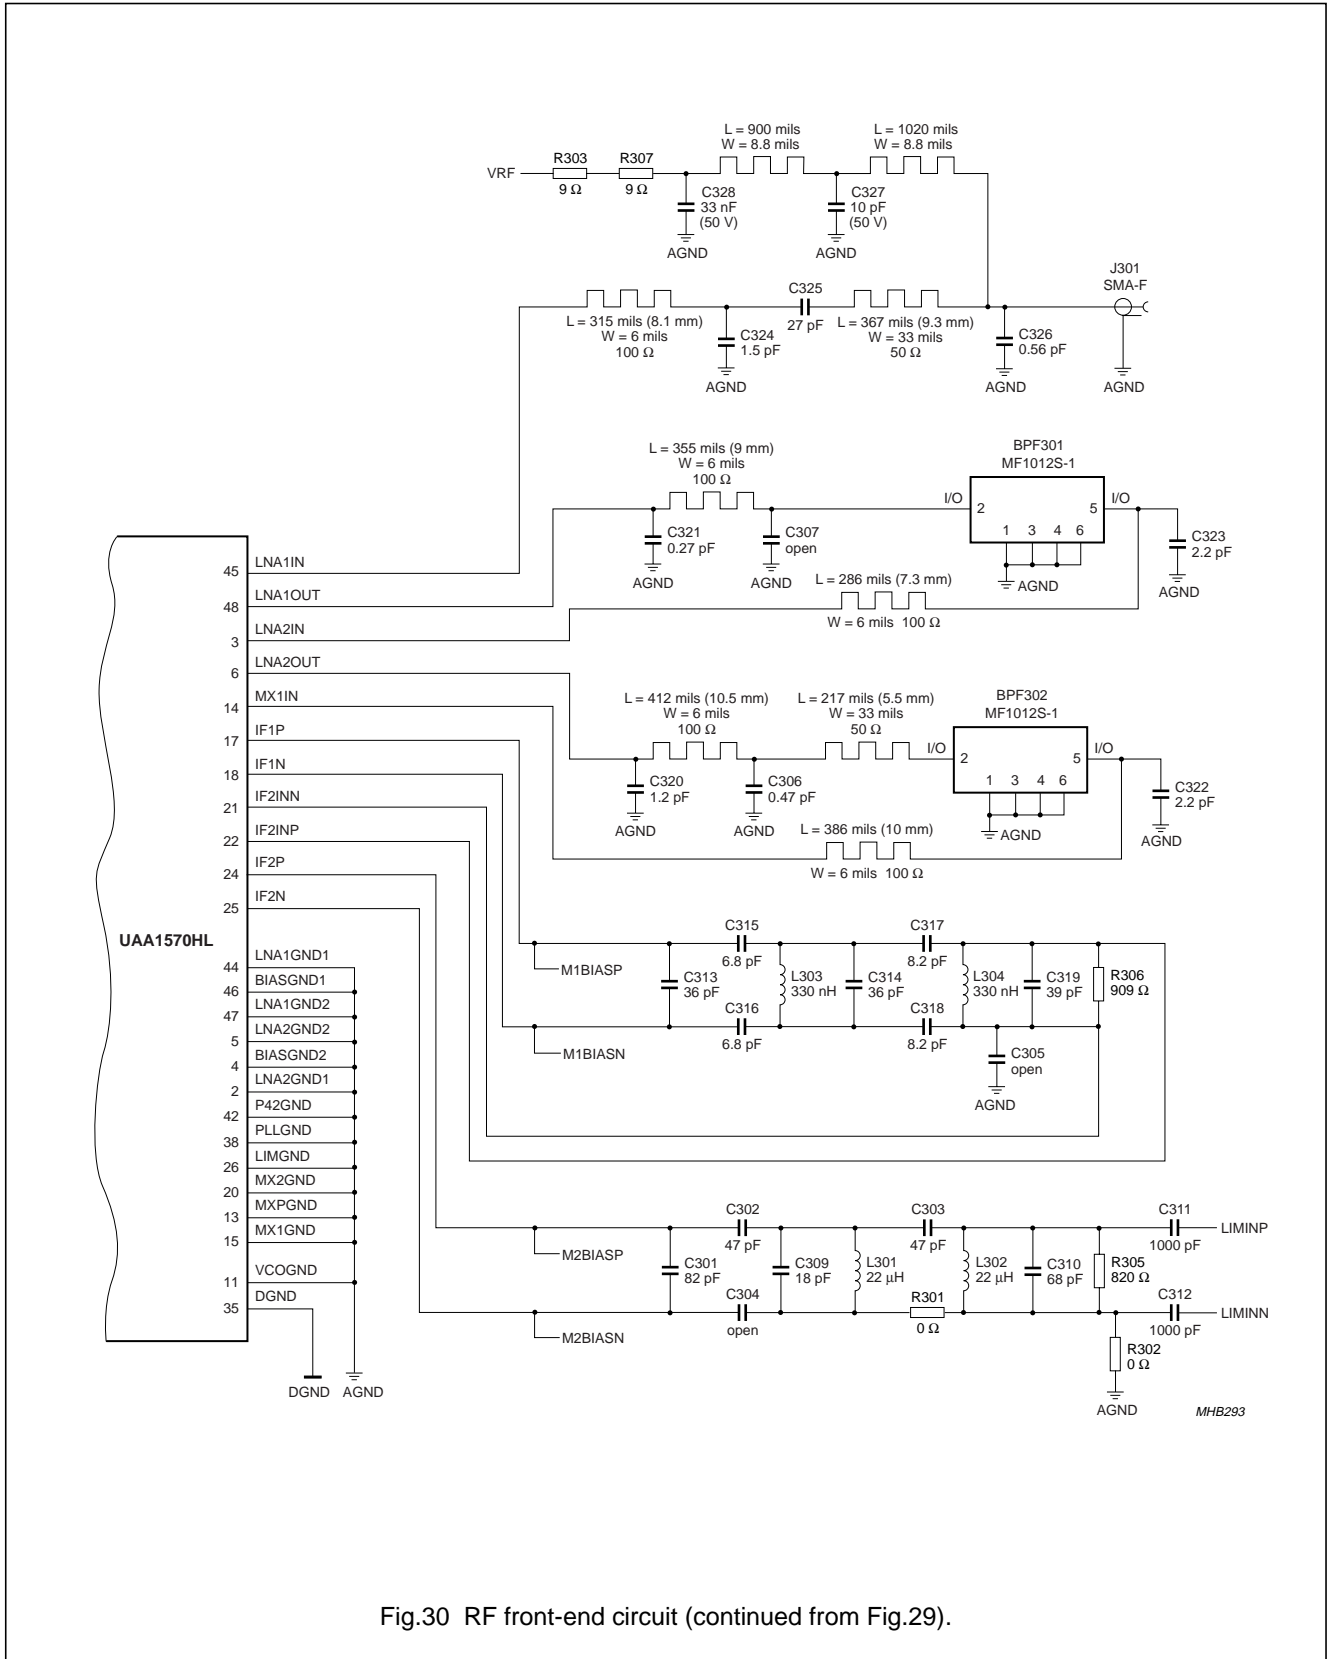 L = 900 mils
W = 8.8 mils
L = 1020 mils
W = 8.8 mils
VRF
R303
9 Ω
R307
9 Ω
C328
33 nF
(50 V)
AGND
C327
10 pF
(50 V)
AGND
J301
SMA-F
L = 315 mils (8.1 mm)
W = 6 mils
100 Ω
C324
1.5 pF
AGND
C325
27 pF
L = 367 mils (9.3 mm)
W = 33 mils
50 Ω
C326
0.56 pF
AGND
AGND
L = 355 mils (9 mm)
W = 6 mils
100 Ω
C321
0.27 pF
AGND
C307
open
AGND
BPF301
MF1012S-1
I/O
2
5
I/O
1 3 4 6
AGND
C323
2.2 pF
AGND
L = 286 mils (7.3 mm)
W = 6 mils 100 Ω
45 LNA1IN
48 LNA1OUT
3 LNA2IN
6 LNA2OUT
14 MX1IN
17 IF1P
18 IF1N
21 IF2INN
22 IF2INP
24 IF2P
25 IF2N
UAA1570HL
44 LNA1GND1
46 BIASGND1
47 LNA1GND2
5 LNA2GND2
4 BIASGND2
2 LNA2GND1
42 P42GND
38 PLLGND
26 LIMGND
20 MX2GND
13 MXPGND
15 MX1GND
11 VCOGND
35 DGND
DGND
AGND
L = 412 mils (10.5 mm)
W = 6 mils
100 Ω
L = 217 mils (5.5 mm)
W = 33 mils
50 Ω
C320
1.2 pF
AGND
C306
0.47 pF
AGND
BPF302
MF1012S-1
I/O
2
5
I/O
1 3 4 6
AGND
C322
2.2 pF
AGND
L = 386 mils (10 mm)
W = 6 mils 100 Ω
M1BIASP
M1BIASN
C313
36 pF
C315
6.8 pF
C316
6.8 pF
L303
330 nH
C314
36 pF
C317
8.2 pF
C318
8.2 pF
L304
330 nH
C319
39 pF
R306
909 Ω
C305
open
AGND
M2BIASP
M2BIASN
C301
82 pF
C302
47 pF
C304
open
C309
18 pF
L301
22 μH
C303
47 pF
R301
0 Ω
L302
22 μH
C310
68 pF
R305
820 Ω
C311
1000 pF
LIMINP
C312
1000 pF
LIMINN
R302
0 Ω
AGND
MHB293
Fig.30 RF front-end circuit (continued from Fig.29).